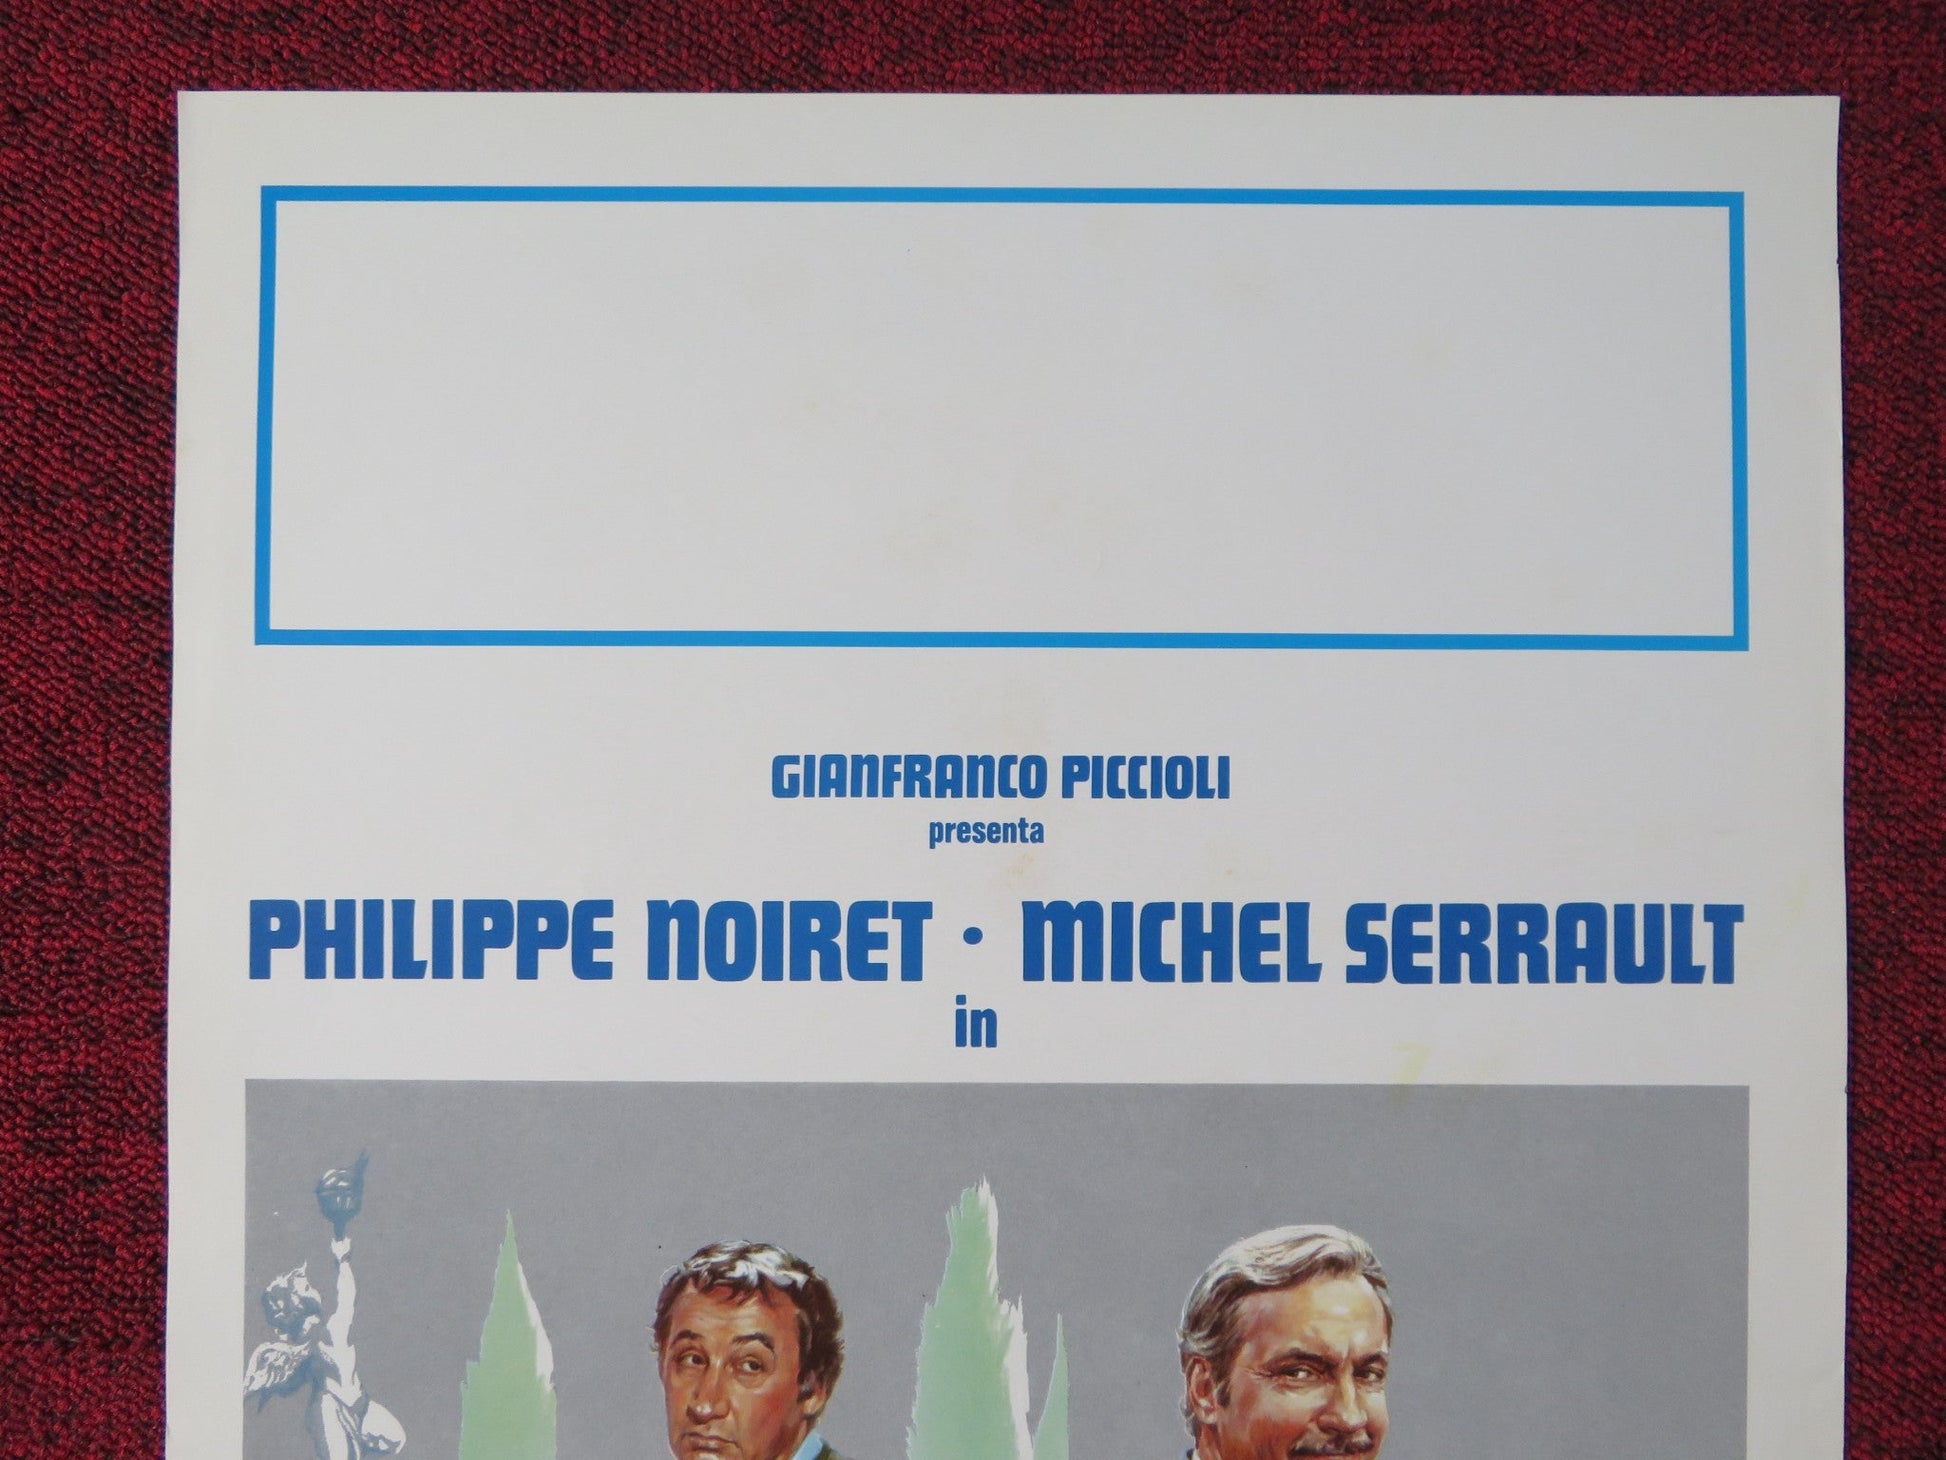 GIANFRANCO PICCIOLI
presenta
PHILIPPE NOIRET • MICHEL SERRAULT
in